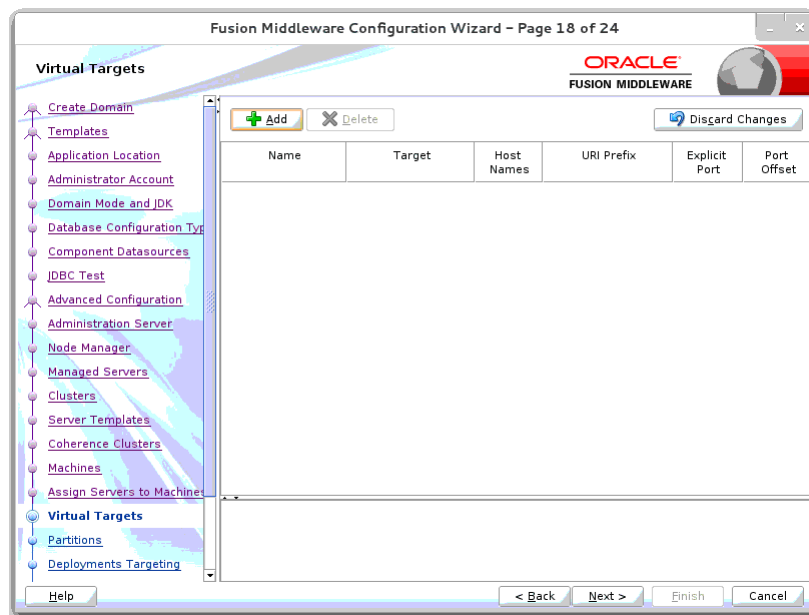 Fusion Middleware Configuration Wizard – Page 18 of 24
Virtual Targets
ORACLE
FUSION MIDDLEWARE
Create Domain
Templates
Application Location
Administrator Account
Domain Mode and JDK
Database Configuration Typ
Component Datasources
JDBC Test
Advanced Configuration
Administration Server
Node Manager
Managed Servers
Clusters
Server Templates
Coherence Clusters
Machines
Assign Servers to Machines
Virtual Targets
Partitions
Deployments Targeting
Add Delete Discard Changes
Name Target Host Names URI Prefix Explicit Port Port Offset
Help < Back Next > Finish Cancel